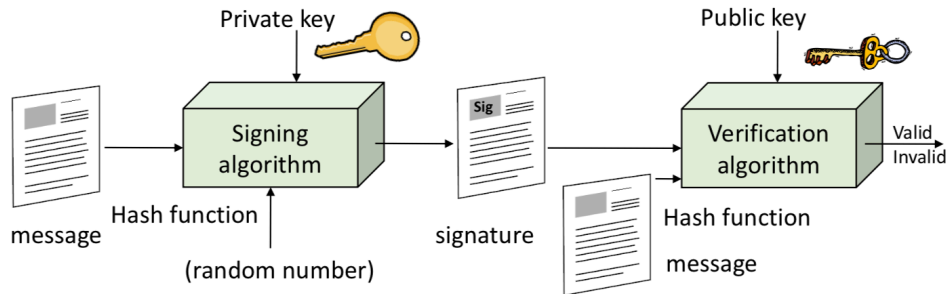 Private key
Public key
Sig
Signing
algorithm
Verification
algorithm
Valid
Invalid
Hash function
Hash function
message
signature
(random number)
message